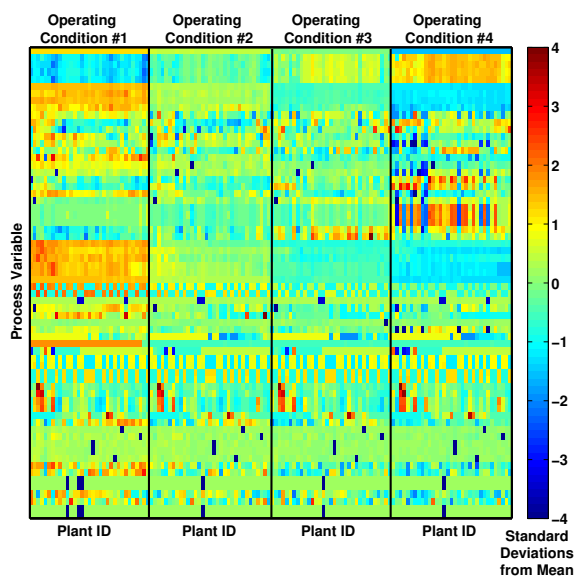 Operating Condition #1
Operating Condition #2
Operating Condition #3
Operating Condition #4
Process Variable
Plant ID
Plant ID
Plant ID
Plant ID
4
3
2
1
0
−1
−2
−3
−4
Standard
Deviations
from Mean